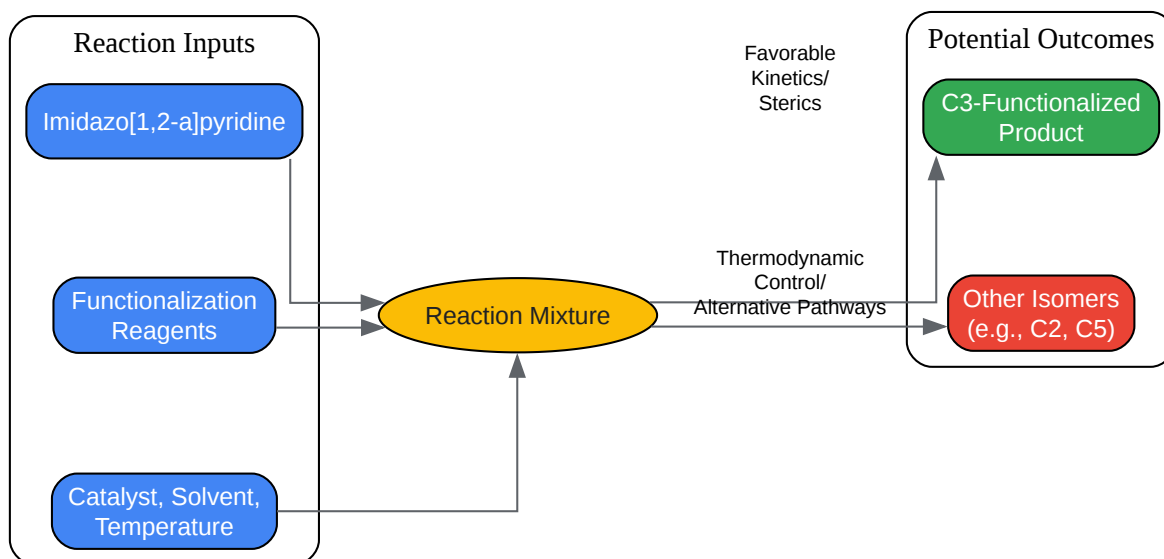 Reaction Inputs
Imidazo[1,2-a]pyridine
Functionalization
Reagents
Catalyst, Solvent,
Temperature
Reaction Mixture
Favorable
Kinetics/
Sterics
Thermodynamic
Control/
Alternative Pathways
Potential Outcomes
C3-Functionalized
Product
Other Isomers
(e.g., C2, C5)